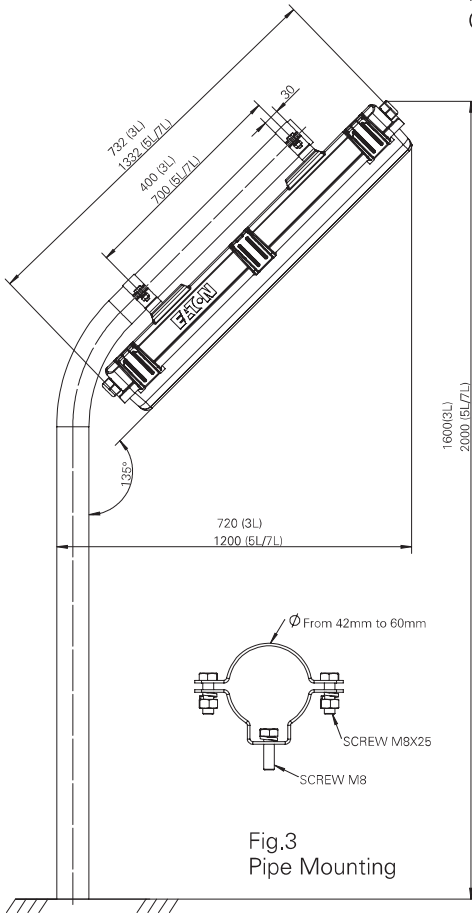 30
732 (3L)
1332 (5L/7L)
400 (3L)
700 (5L/7L)
EATON
1600(3L)
2000 (5L/7L)
135°
720 (3L)
1200 (5L/7L)
Ø From 42mm to 60mm
SCREW M8X25
SCREW M8
Fig.3
Pipe Mounting